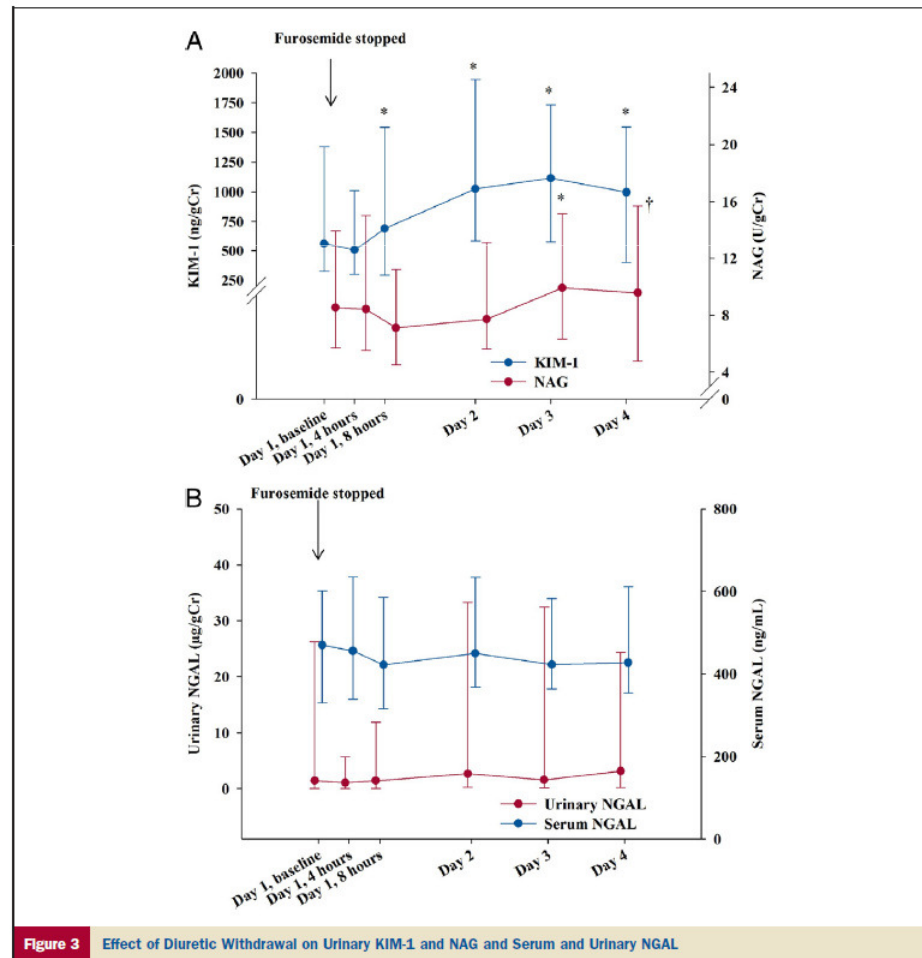 A
Furosemide stopped
2000
1750
1500
1250
1000
750
500
250
0
KIM-1 (ng/gCr)
*
*
*
*
*
†
24
20
16
12
8
4
0
NAG (U/gCr)
KIM-1
NAG
Day 1, baseline
Day 1, 4 hours
Day 1, 8 hours
Day 2
Day 3
Day 4
B
Furosemide stopped
50
40
30
20
10
0
Urinary NGAL (µg/gCr)
800
600
400
200
0
Serum NGAL (ng/mL)
Urinary NGAL
Serum NGAL
Day 1, baseline
Day 1, 4 hours
Day 1, 8 hours
Day 2
Day 3
Day 4
Figure 3 Effect of Diuretic Withdrawal on Urinary KIM-1 and NAG and Serum and Urinary NGAL